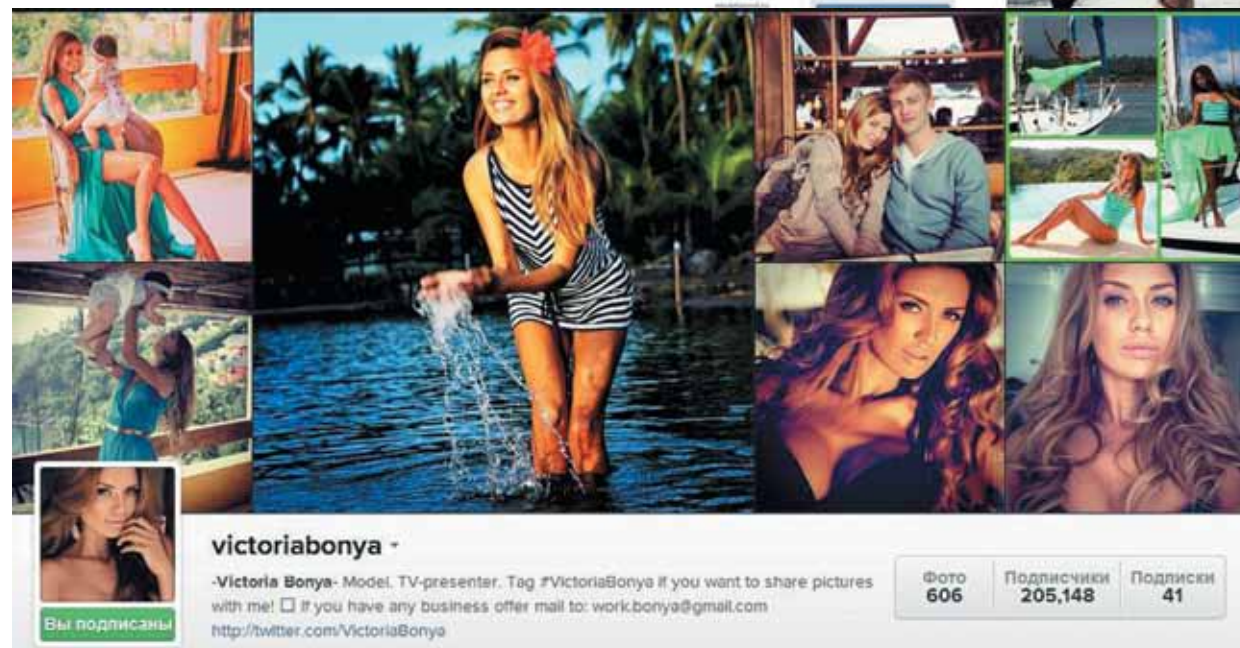 victoriabonya
-Victoria Bonya- Model. TV-presenter. Tag #VictoriaBonya if you want to share pictures
with me! ☐ If you have any business offer mail to: work.bonya@gmail.com
http://twitter.com/VictoriaBonya
Вы подписаны
Фото Подписчики Подписки
606 205,148 41